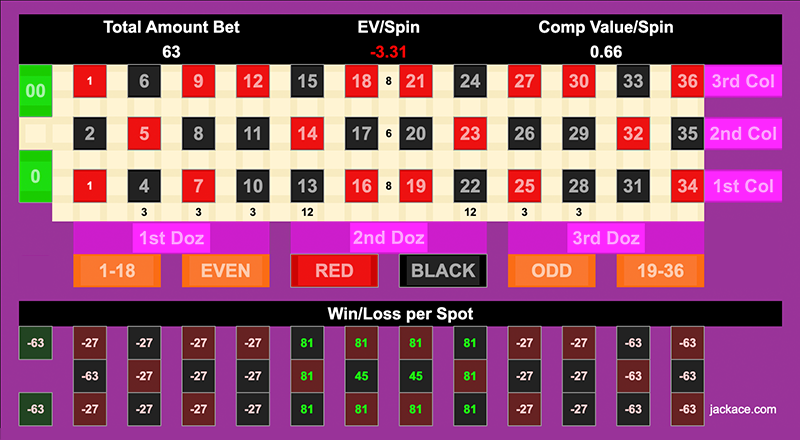 Total Amount Bet EV/Spin Comp Value/Spin
63 -3.31 0.66
00 1 6 9 12 15 18 8 21 24 27 30 33 36 3rd Col
2 5 8 11 14 17 6 20 23 26 29 32 35 2nd Col
0 1 4 7 10 13 16 8 19 22 25 28 31 34 1st Col
3 3 3 12 12 3 3
1st Doz 2nd Doz 3rd Doz
1-18 EVEN RED BLACK ODD 19-36
Win/Loss per Spot
-63 -27 -27 -27 -27 81 81 81 81 -27 -27 -63 -63
-63 -27 -27 -27 81 45 45 81 -27 -27 -63 -63
-63 -27 -27 -27 -27 81 81 81 81 -27 -27 -63 -63
jackace.com